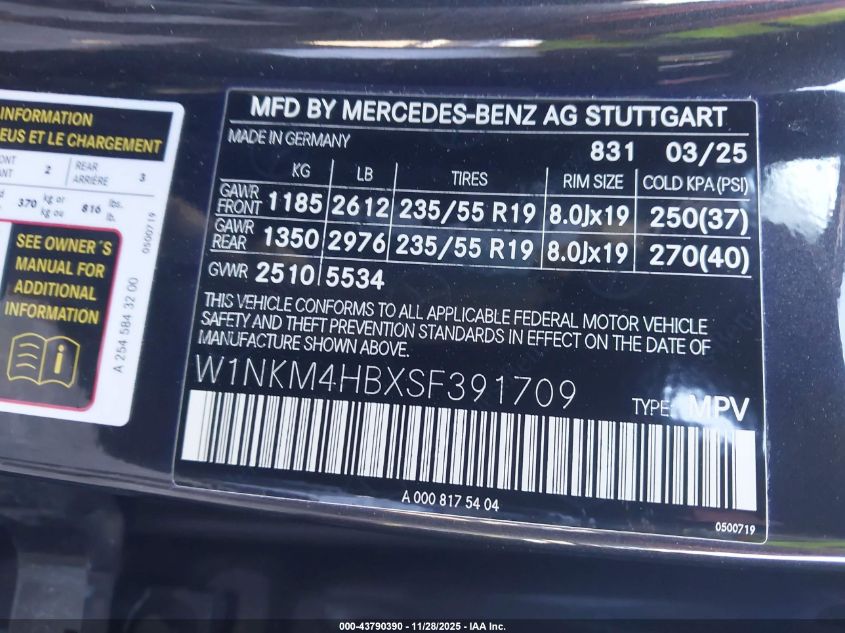 INFORMATION
EUS ET LE CHARGEMENT
2 REAR ARRIÈRE 3
370 kg or kg ou 816 lbs. lb.
SEE OWNER´S
MANUAL FOR
ADDITIONAL
INFORMATION
0500719
A 254 584 32 00
MFD BY MERCEDES-BENZ AG STUTTGART
MADE IN GERMANY
831 03/25
KG LB TIRES RIM SIZE COLD KPA(PSI)
GAWR FRONT 1185 2612 235/55 R19 8.0Jx19 250(37)
GAWR REAR 1350 2976 235/55 R19 8.0Jx19 270(40)
GVWR 2510 5534
THIS VEHICLE CONFORMS TO ALL APPLICABLE FEDERAL MOTOR VEHICLE
SAFETY AND THEFT PREVENTION STANDARDS IN EFFECT ON THE DATE OF
MANUFACTURE SHOWN ABOVE.
W1NKM4HBXSF391709
TYPE: MPV
A 000 817 54 04
0500719
000-43790390 | 11/28/2025 - IAA Inc.